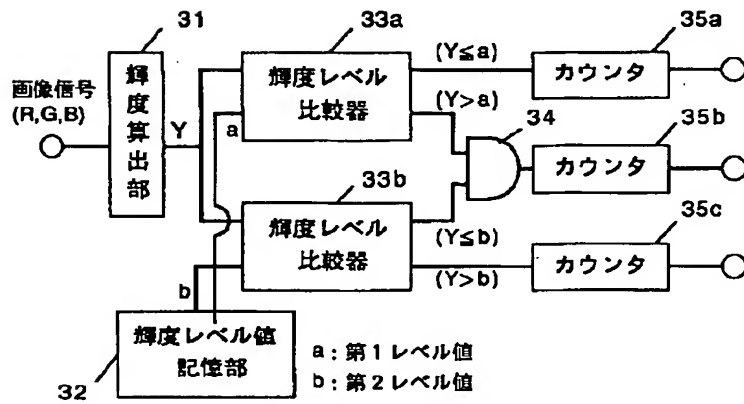 31
33a
35a
画像信号
(R,G,B)
輝度算出部
Y
a
輝度レベル
比較器
(Y≦a)
(Y>a)
カウンタ
34
35b
カウンタ
33b
輝度レベル
比較器
(Y≦b)
(Y>b)
35c
カウンタ
b
輝度レベル値
記憶部
32
a：第1レベル値
b：第2レベル値